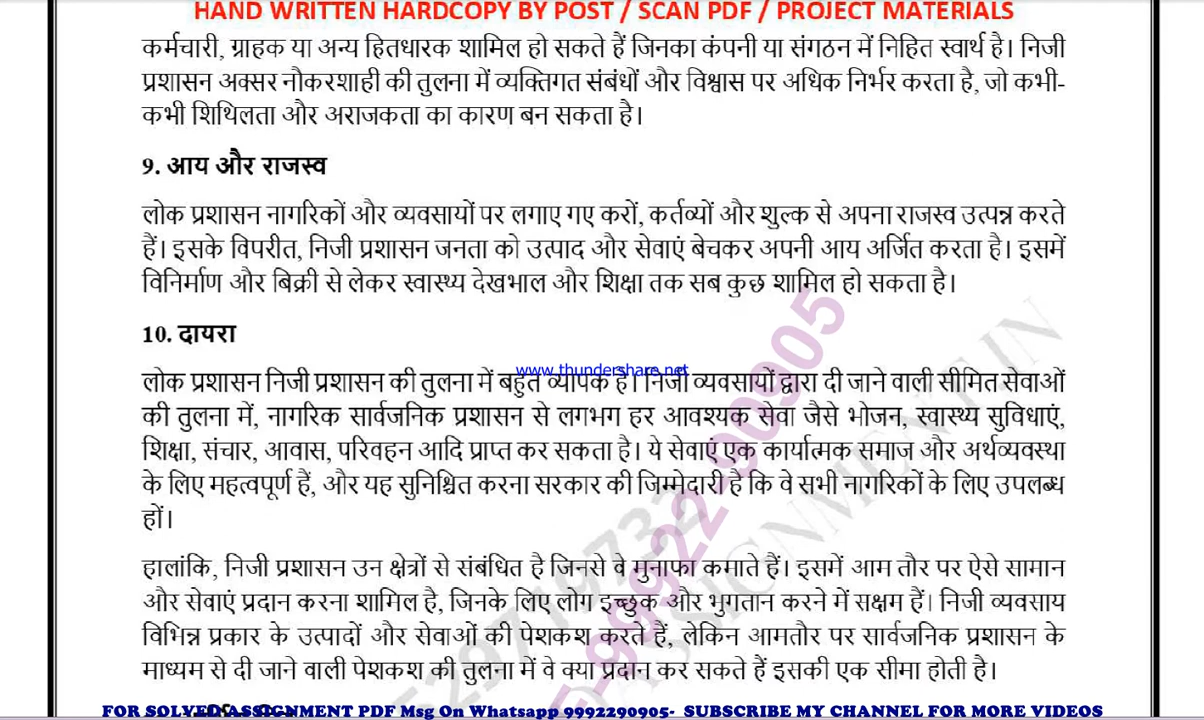 HAND WRITTEN HARDCOPY BY POST / SCAN PDF / PROJECT MATERIALS
कर्मचारी, ग्राहक या अन्य हितधारक शामिल हो सकते हैं जिनका कंपनी या संगठन में निहित स्वार्थ है। निजी
प्रशासन अक्सर नौकरशाही की तुलना में व्यक्तिगत संबंधों और विश्वास पर अधिक निर्भर करता है, जो कभी-
कभी शिथिलता और अराजकता का कारण बन सकता है।
9. आय और राजस्व
लोक प्रशासन नागरिकों और व्यवसायों पर लगाए गए करों, कर्तव्यों और शुल्क से अपना राजस्व उत्पन्न करते
हैं। इसके विपरीत, निजी प्रशासन जनता को उत्पाद और सेवाएं बेचकर अपनी आय अर्जित करता है। इसमें
विनिर्माण और बिक्री से लेकर स्वास्थ्य देखभाल और शिक्षा तक सब कुछ शामिल हो सकता है।
10. दायरा
www.thundershare.net
लोक प्रशासन निजी प्रशासन की तुलना में बहुत व्यापक है। निजी व्यवसायों द्वारा दी जाने वाली सीमित सेवाओं
की तुलना में, नागरिक सार्वजनिक प्रशासन से लगभग हर आवश्यक सेवा जैसे भोजन, स्वास्थ्य सुविधाएं,
शिक्षा, संचार, आवास, परिवहन आदि प्राप्त कर सकता है। ये सेवाएं एक कार्यात्मक समाज और अर्थव्यवस्था
के लिए महत्वपूर्ण हैं, और यह सुनिश्चित करना सरकार की जिम्मेदारी है कि वे सभी नागरिकों के लिए उपलब्ध
हों।
हालांकि, निजी प्रशासन उन क्षेत्रों से संबंधित है जिनसे वे मुनाफा कमाते हैं। इसमें आम तौर पर ऐसे सामान
और सेवाएं प्रदान करना शामिल है, जिनके लिए लोग इच्छुक और भुगतान करने में सक्षम हैं। निजी व्यवसाय
विभिन्न प्रकार के उत्पादों और सेवाओं की पेशकश करते हैं, लेकिन आमतौर पर सार्वजनिक प्रशासन के
माध्यम से दी जाने वाली पेशकश की तुलना में वे क्या प्रदान कर सकते हैं इसकी एक सीमा होती है।
FOR SOLVED ASSIGNMENT PDF Msg On Whatsapp 9992290905- SUBSCRIBE MY CHANNEL FOR MORE VIDEOS